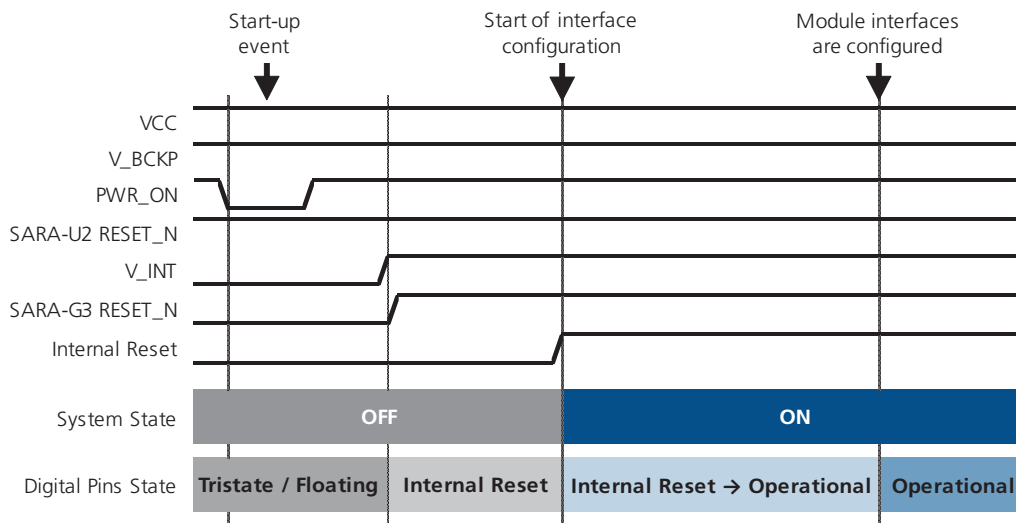 Start-up
event
Start of interface
configuration
Module interfaces
are configured
VCC
V_BCKP
PWR_ON
SARA-U2 RESET_N
V_INT
SARA-G3 RESET_N
Internal Reset
System State
OFF
ON
Digital Pins State
Tristate / Floating
Internal Reset
Internal Reset → Operational
Operational